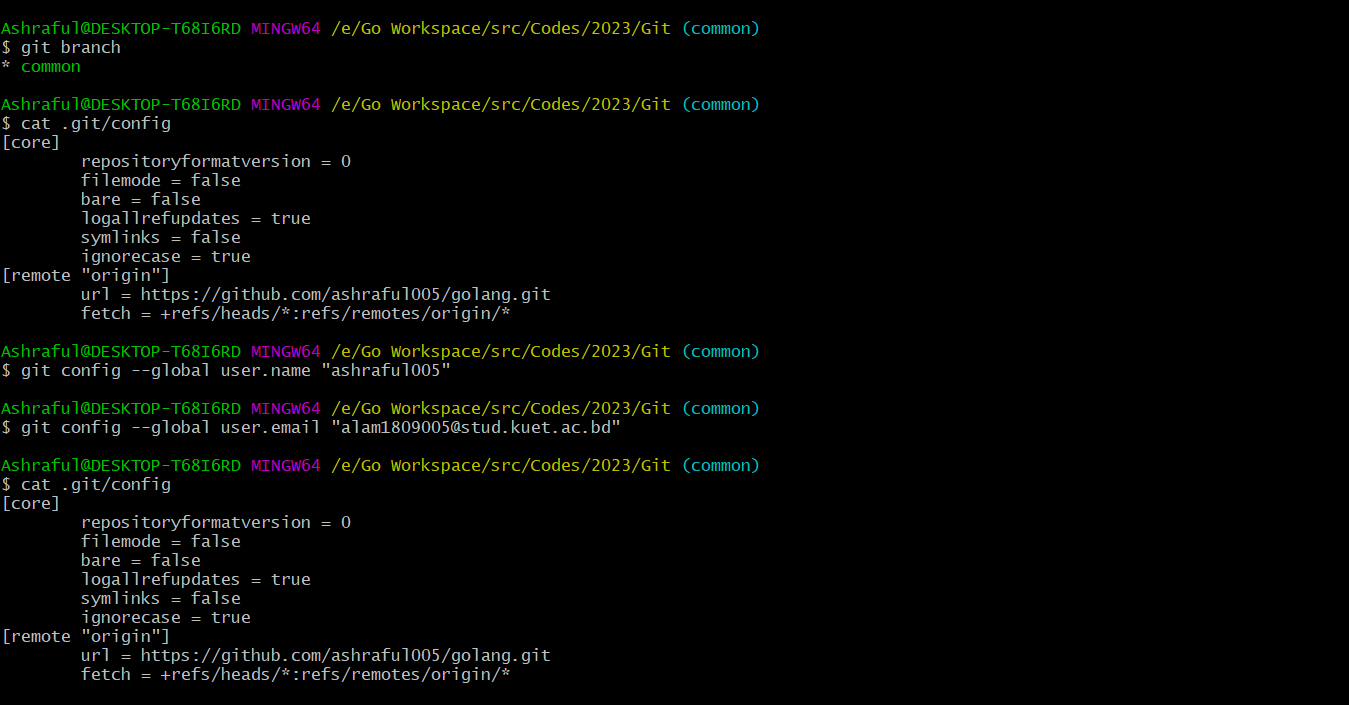 Ashraful@DESKTOP-T68I6RD MINGW64 /e/Go Workspace/src/Codes/2023/Git (common)
$ git branch
* common
Ashraful@DESKTOP-T68I6RD MINGW64 /e/Go Workspace/src/Codes/2023/Git (common)
$ cat .git/config
[core]
        repositoryformatversion = 0
        filemode = false
        bare = false
        logallrefupdates = true
        symlinks = false
        ignorecase = true
[remote "origin"]
        url = https://github.com/ashraful005/golang.git
        fetch = +refs/heads/*:refs/remotes/origin/*
Ashraful@DESKTOP-T68I6RD MINGW64 /e/Go Workspace/src/Codes/2023/Git (common)
$ git config --global user.name "ashraful005"
Ashraful@DESKTOP-T68I6RD MINGW64 /e/Go Workspace/src/Codes/2023/Git (common)
$ git config --global user.email "alam1809005@stud.kuet.ac.bd"
Ashraful@DESKTOP-T68I6RD MINGW64 /e/Go Workspace/src/Codes/2023/Git (common)
$ cat .git/config
[core]
        repositoryformatversion = 0
        filemode = false
        bare = false
        logallrefupdates = true
        symlinks = false
        ignorecase = true
[remote "origin"]
        url = https://github.com/ashraful005/golang.git
        fetch = +refs/heads/*:refs/remotes/origin/*